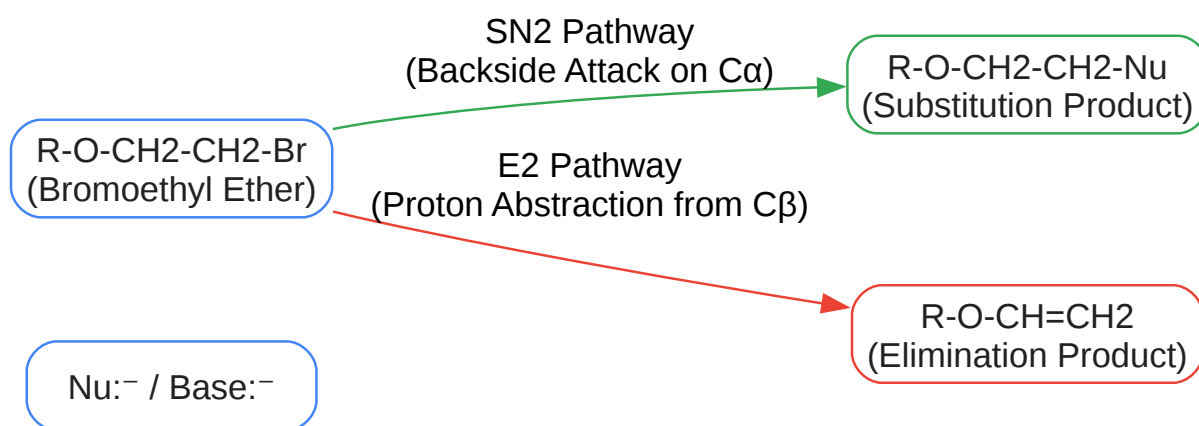 SN2 Pathway
(Backside Attack on Cα)
R-O-CH2-CH2-Nu
(Substitution Product)
R-O-CH2-CH2-Br
(Bromoethyl Ether)
E2 Pathway
(Proton Abstraction from Cβ)
R-O-CH=CH2
(Elimination Product)
Nu:⁻ / Base:⁻